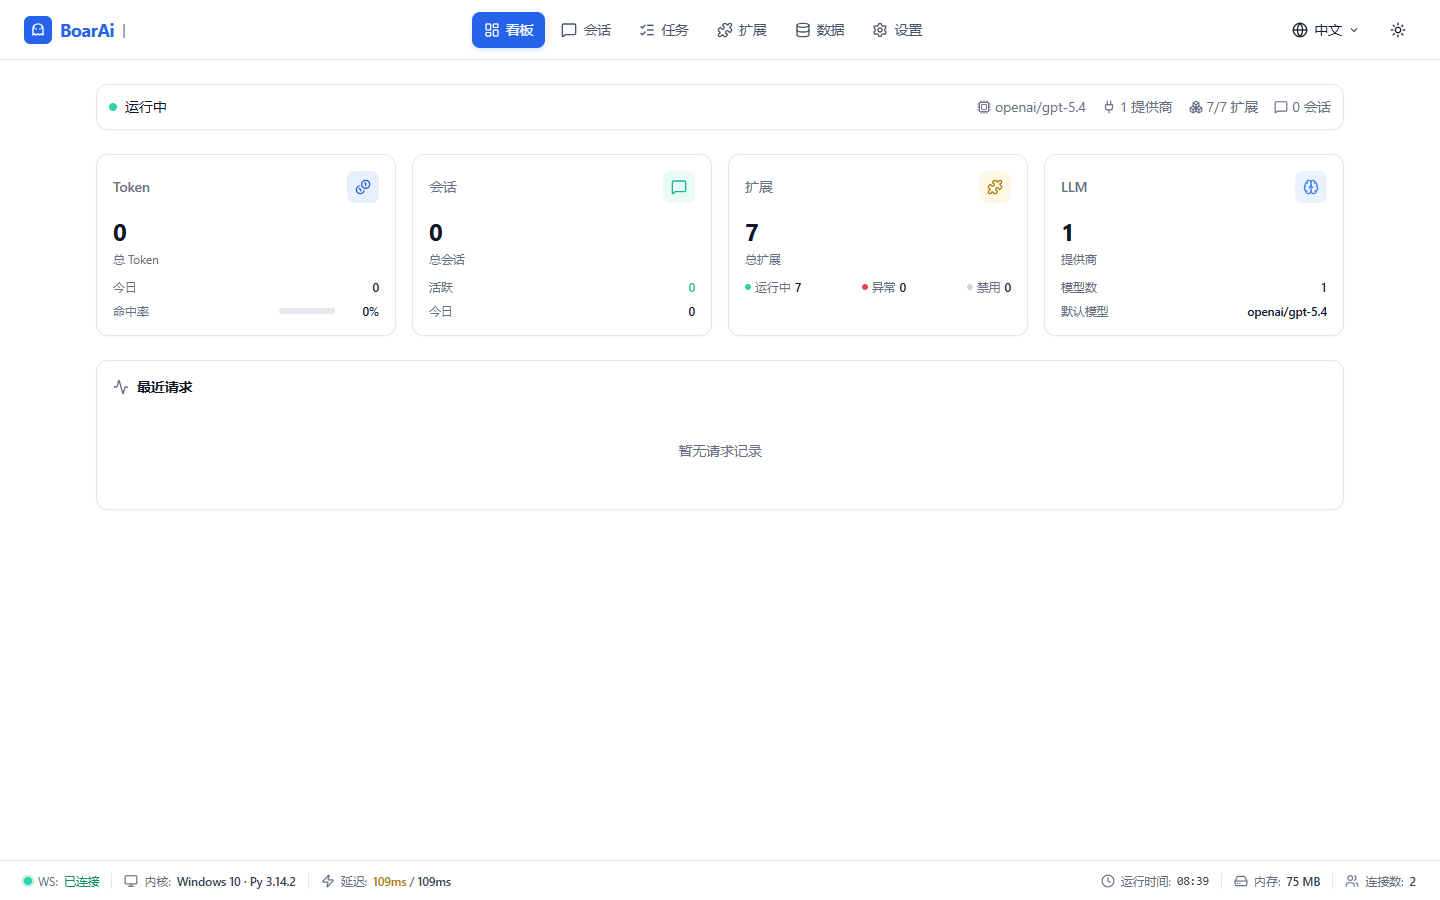 BoarAi |
看板
会话
任务
扩展
数据
设置
中文
运行中
openai/gpt-5.4
1 提供商
7/7 扩展
0 会话
Token
0
总 Token
今日 0
命中率 0%
会话
0
总会话
活跃 0
今日 0
扩展
7
总扩展
运行中 7
异常 0
禁用 0
LLM
1
提供商
模型数 1
默认模型 openai/gpt-5.4
最近请求
暂无请求记录
WS: 已连接
内核: Windows 10 · Py 3.14.2
延迟: 109ms / 109ms
运行时间: 08:39
内存: 75 MB
连接数: 2